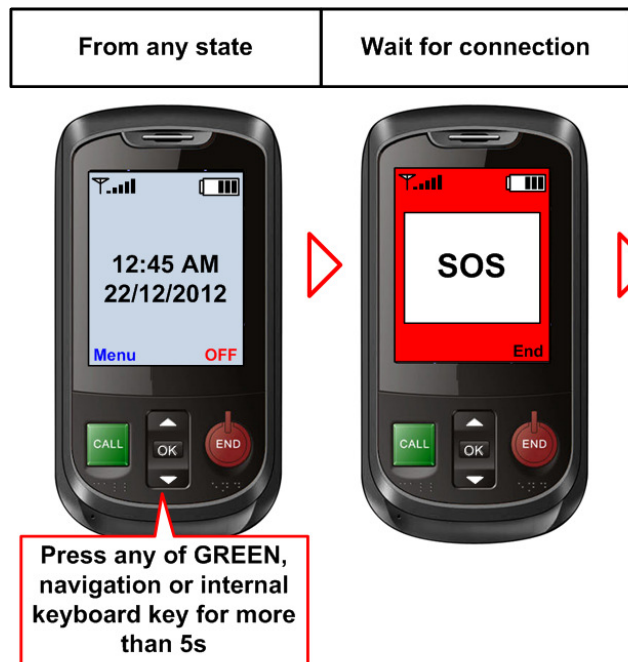 From any state
Wait for connection
12:45 AM
22/12/2012
Menu OFF
CALL
OK
END
SOS
End
CALL
OK
END
Press any of GREEN,
navigation or internal
keyboard key for more
than 5s